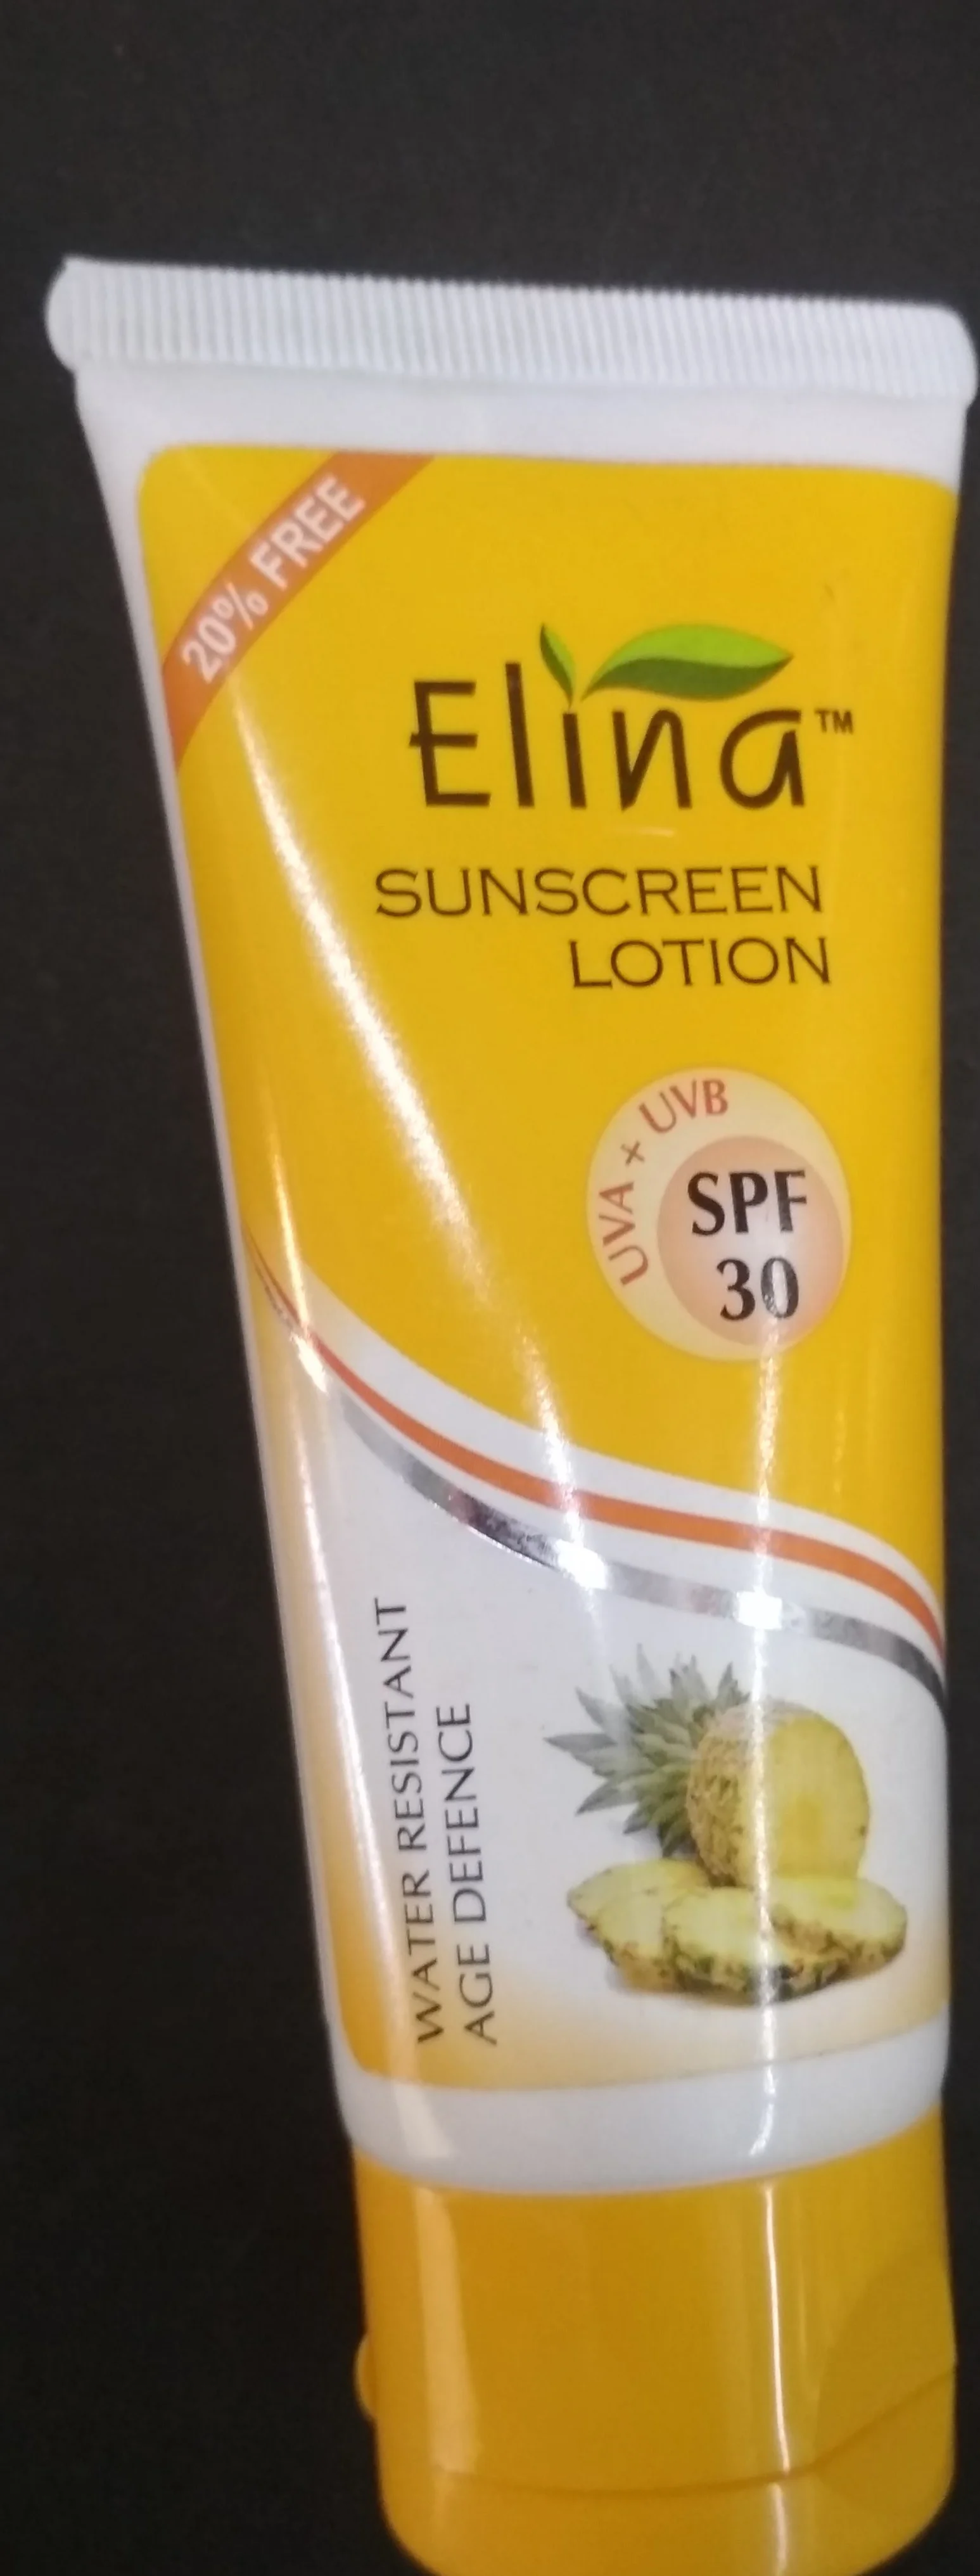 20% FREE
Elina™
SUNSCREEN
LOTION
UVA + UVB
SPF
30
WATER RESISTANT
AGE DEFENCE